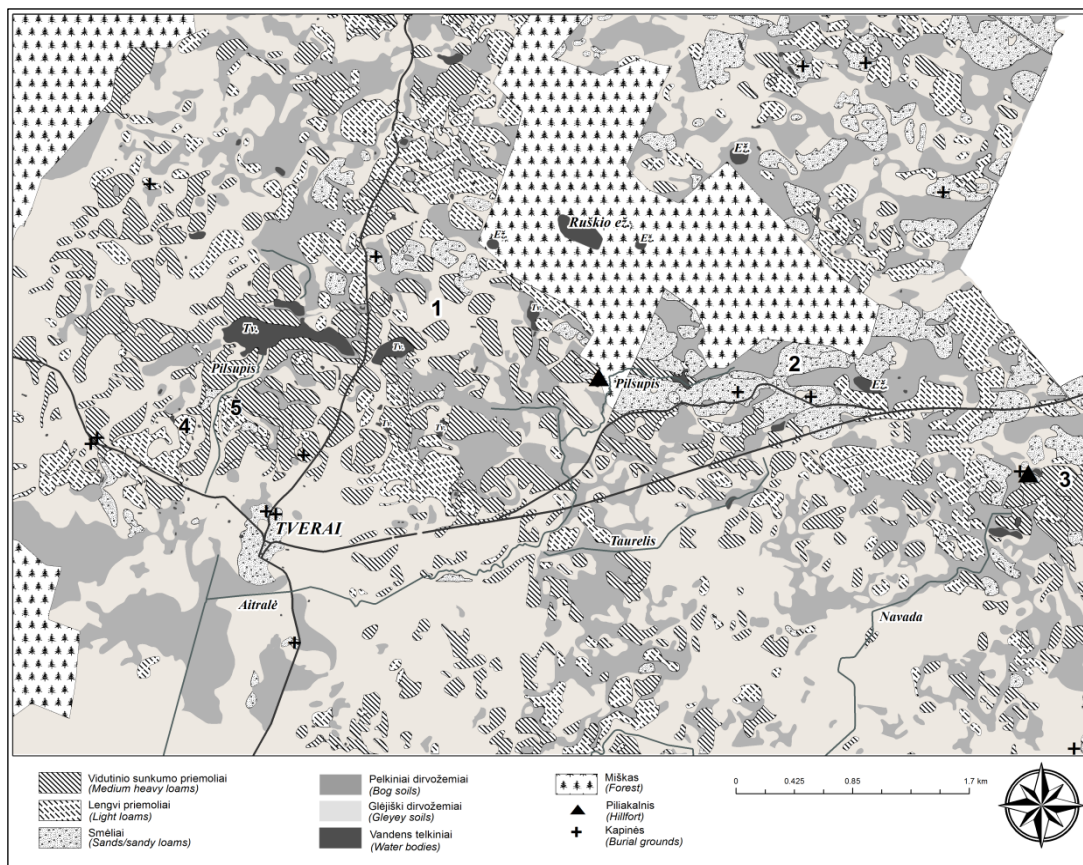 Ež.
Ruškio ež.
Ež.
Ež.
1
Tv.
Tv.
Tv.
Pilsupis
Pilsupis
2
Ež.
5
4
Tv.
Tv.
3
TVERAI
Taurelis
Aitralė
Navada
Vidutinio sunkumo priemoliai
(Medium heavy loams)
Lengvi priemoliai
(Light loams)
Smėliai
(Sands/sandy loams)
Pelkiniai dirvožemiai
(Bog soils)
Glėjiški dirvožemiai
(Gleyey soils)
Vandens telkiniai
(Water bodies)
Miškas
(Forest)
Piliakalnis
(Hillfort)
Kapinės
(Burial grounds)
0 0.425 0.85 1.7 km